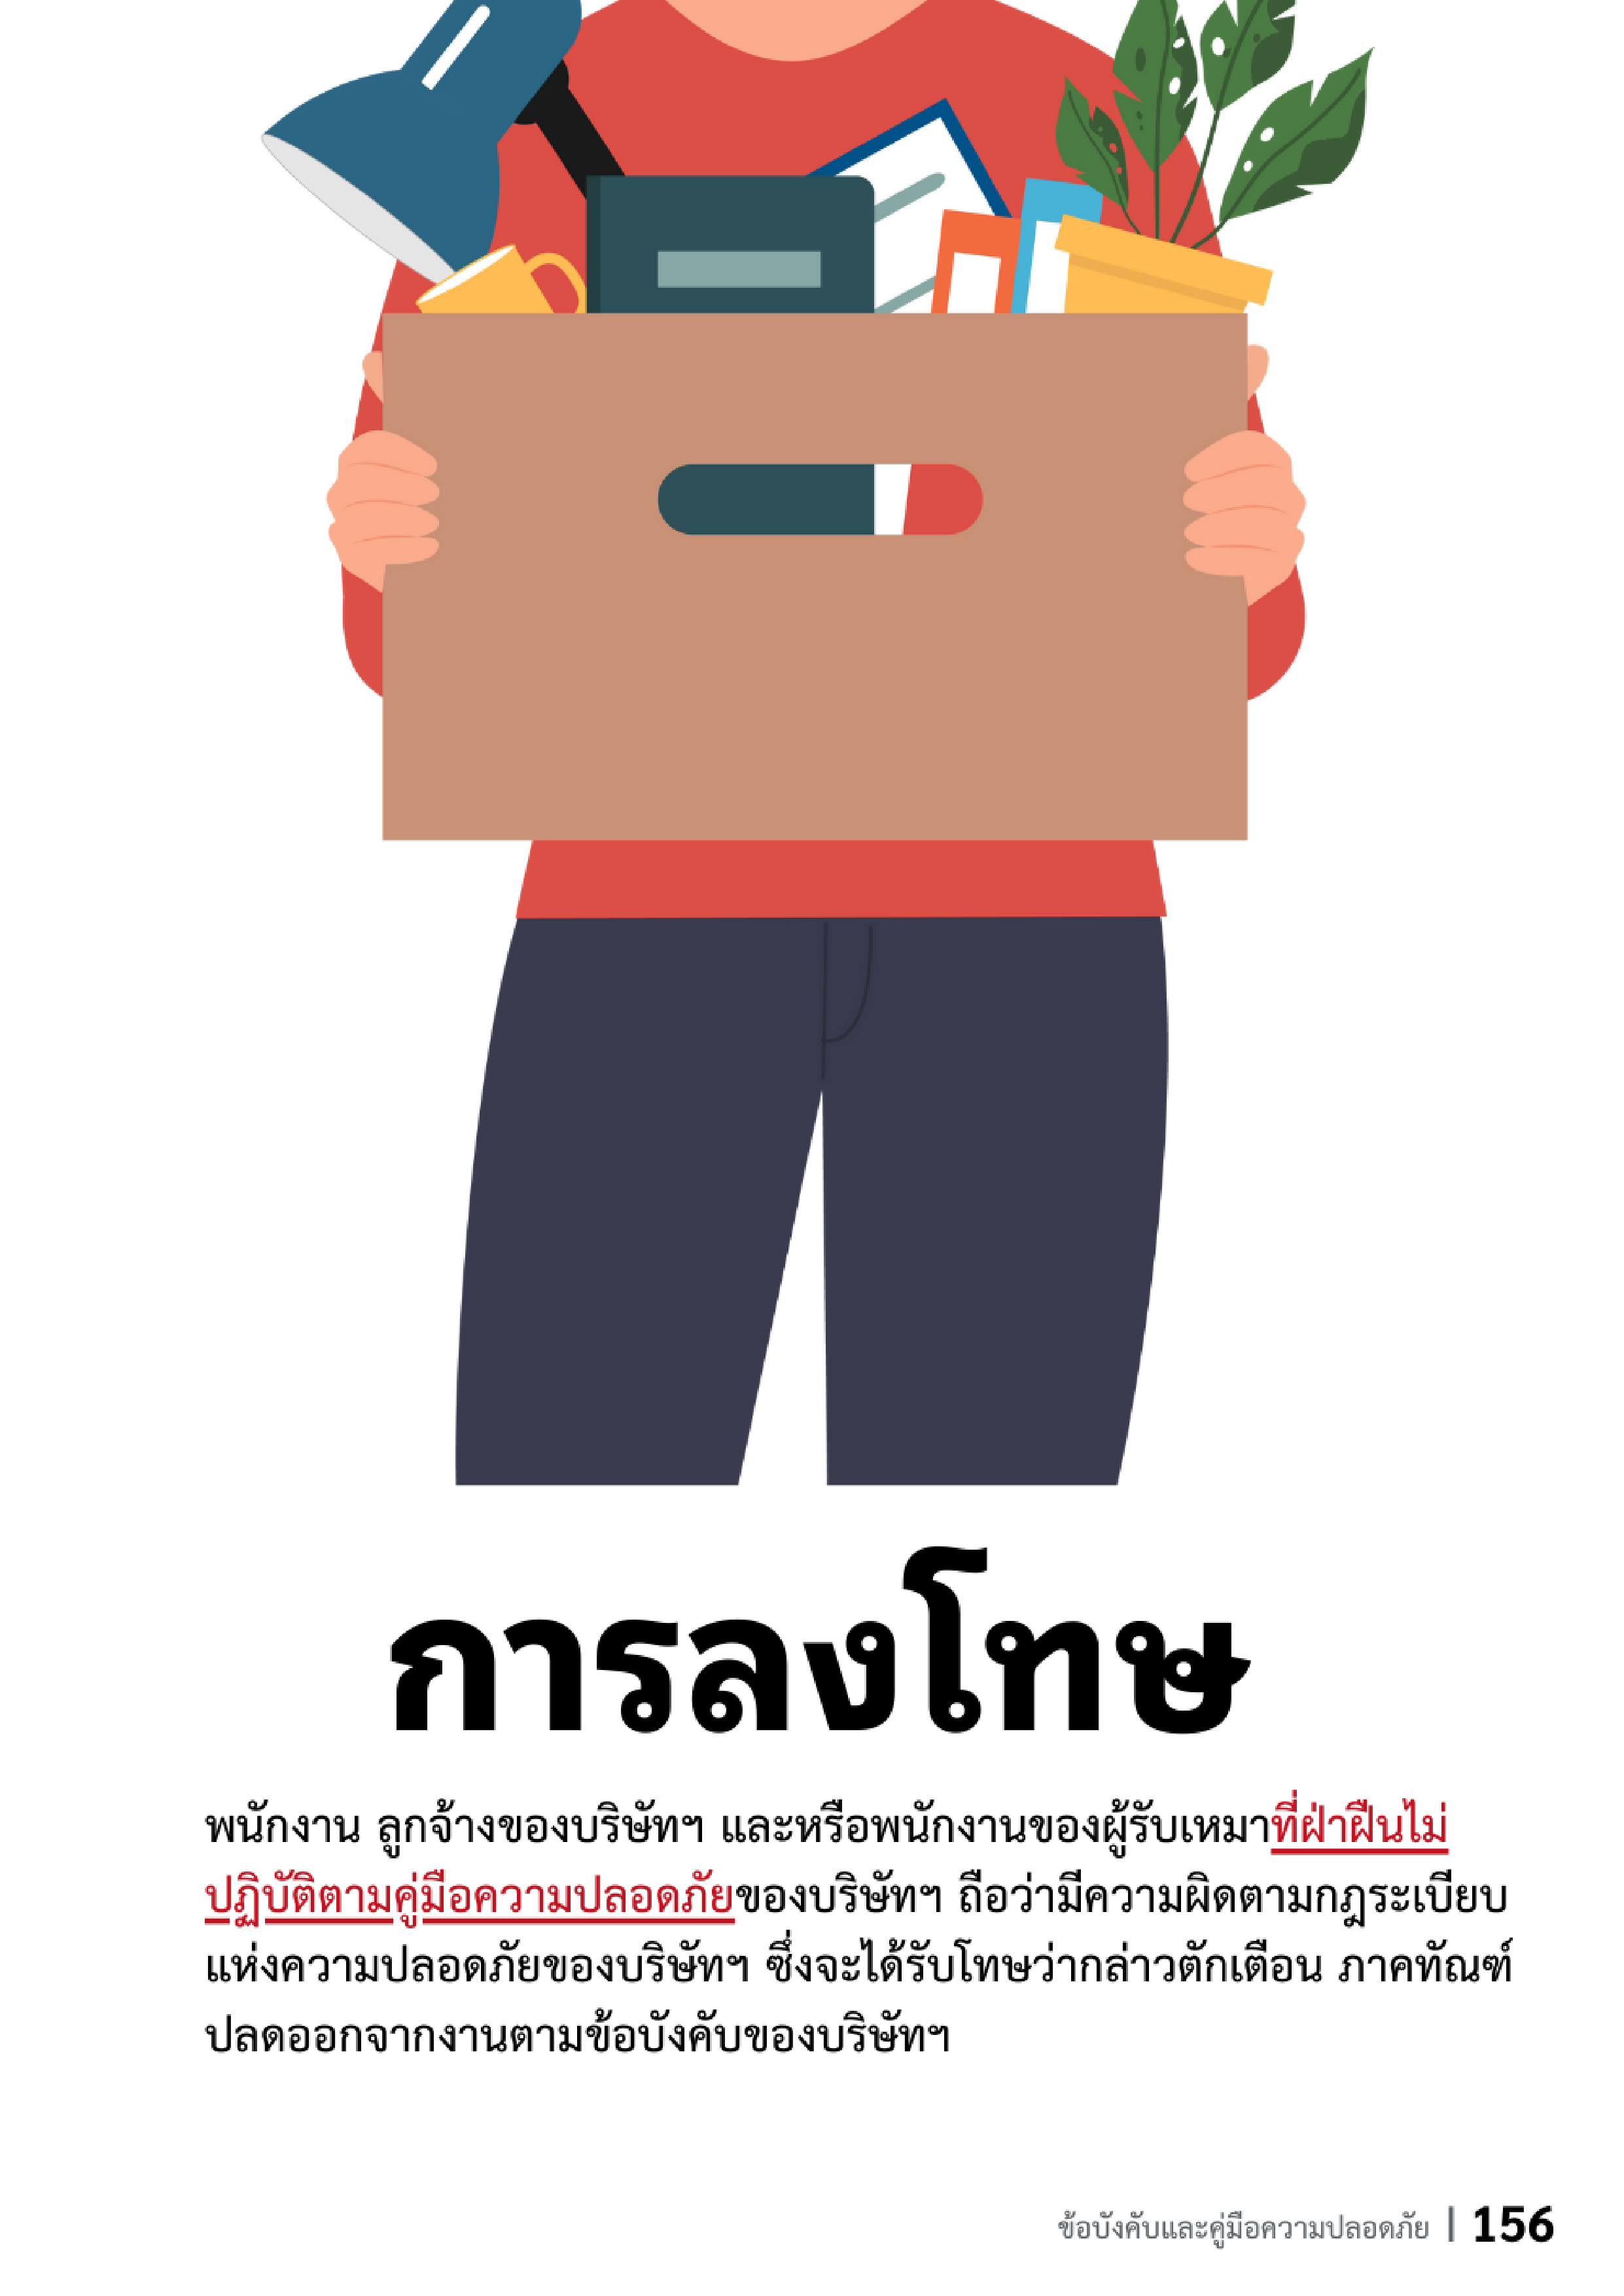 การลงโทษ
พนักงาน ลูกจ้างของบริษัทฯ และหรือพนักงานของผู้รับเหมาที่ฝ่าฝืนไม่
ปฏิบัติตามคู่มือความปลอดภัยของบริษัทฯ ถือว่ามีความผิดตามกฎระเบียบ
แห่งความปลอดภัยของบริษัทฯ ซึ่งจะได้รับโทษว่ากล่าวตักเตือน ภาคทัณฑ์
ปลดออกจากงานตามข้อบังคับของบริษัทฯ
ข้อบังคับและคู่มือความปลอดภัย | 156